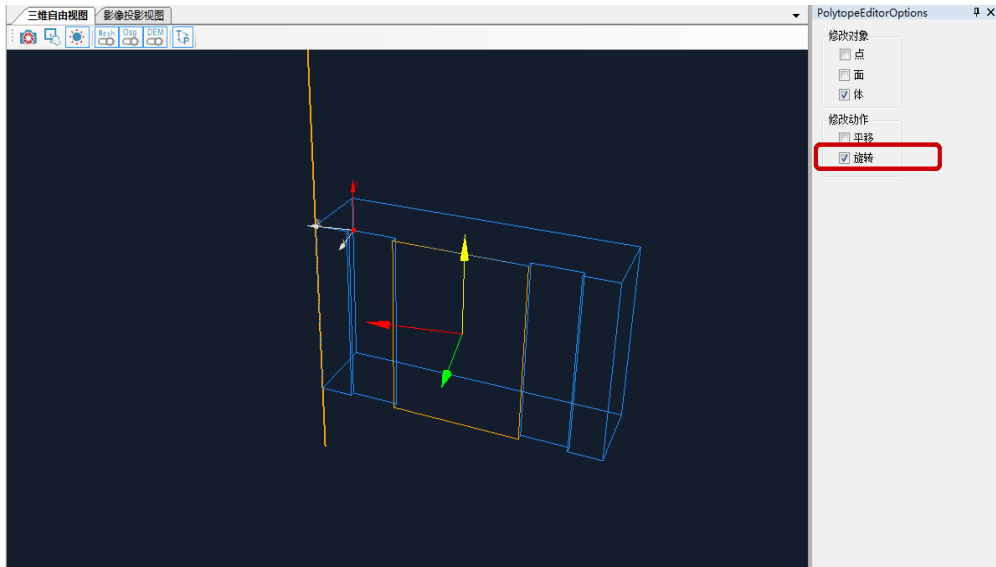 三维自由视图 影像投影视图
PolytopeEditorOptions
Mesh Osg DEM
修改对象
点
面
体
修改动作
平移
旋转